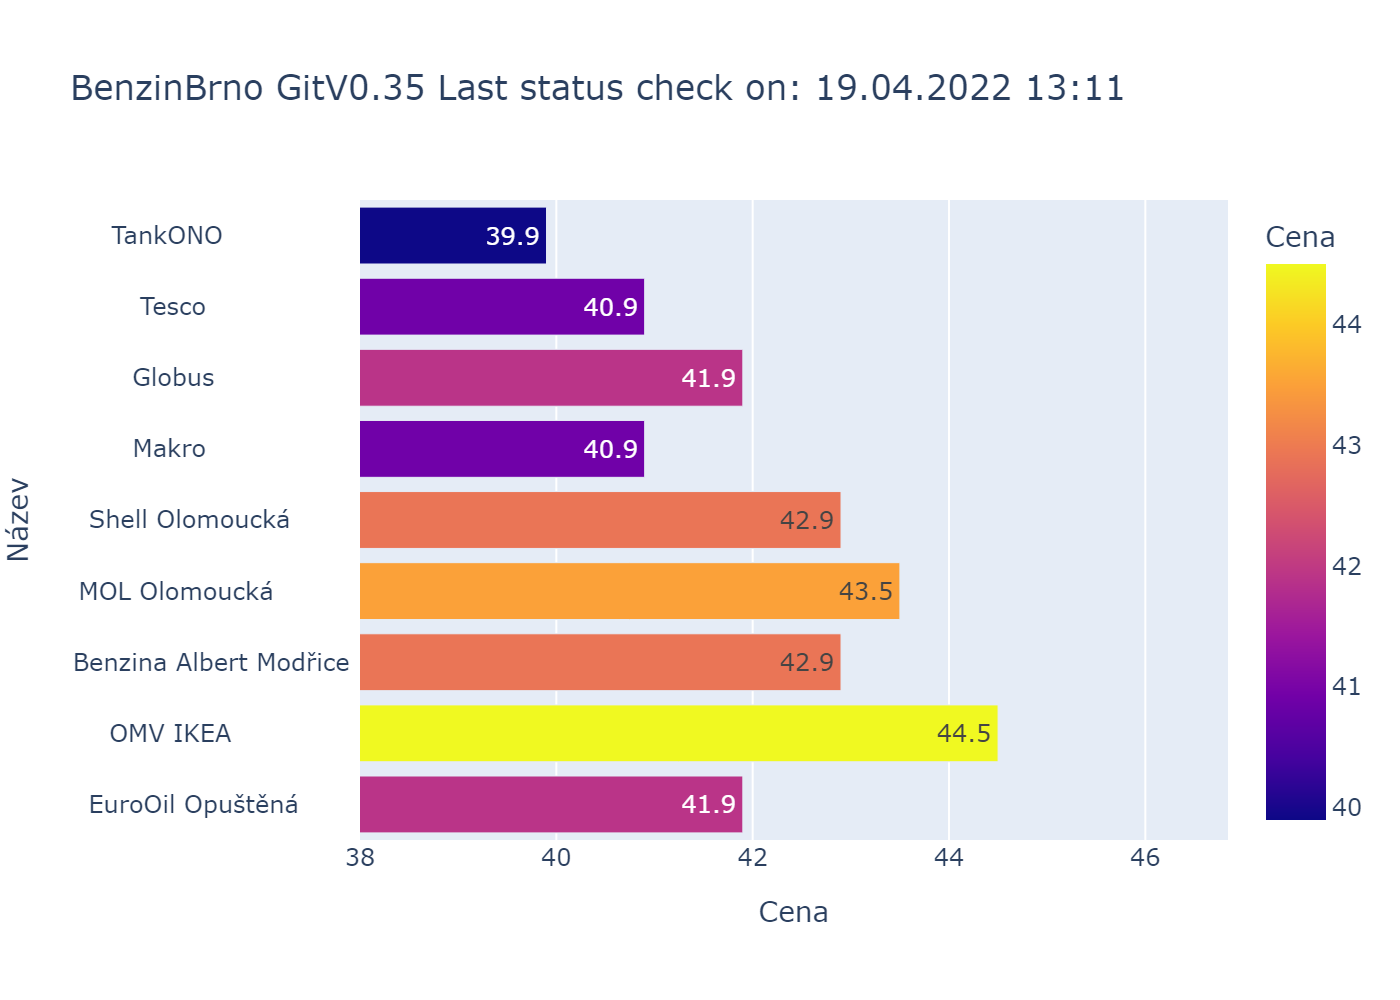 BenzinBrno GitV0.35 Last status check on: 19.04.2022 13:11
Název
TankONO
39.9
Tesco
40.9
Globus
41.9
Makro
40.9
Shell Olomoucká
42.9
MOL Olomoucká
43.5
Benzina Albert Modřice
42.9
OMV IKEA
44.5
EuroOil Opuštěná
41.9
38 40 42 44 46
Cena
Cena
44
43
42
41
40